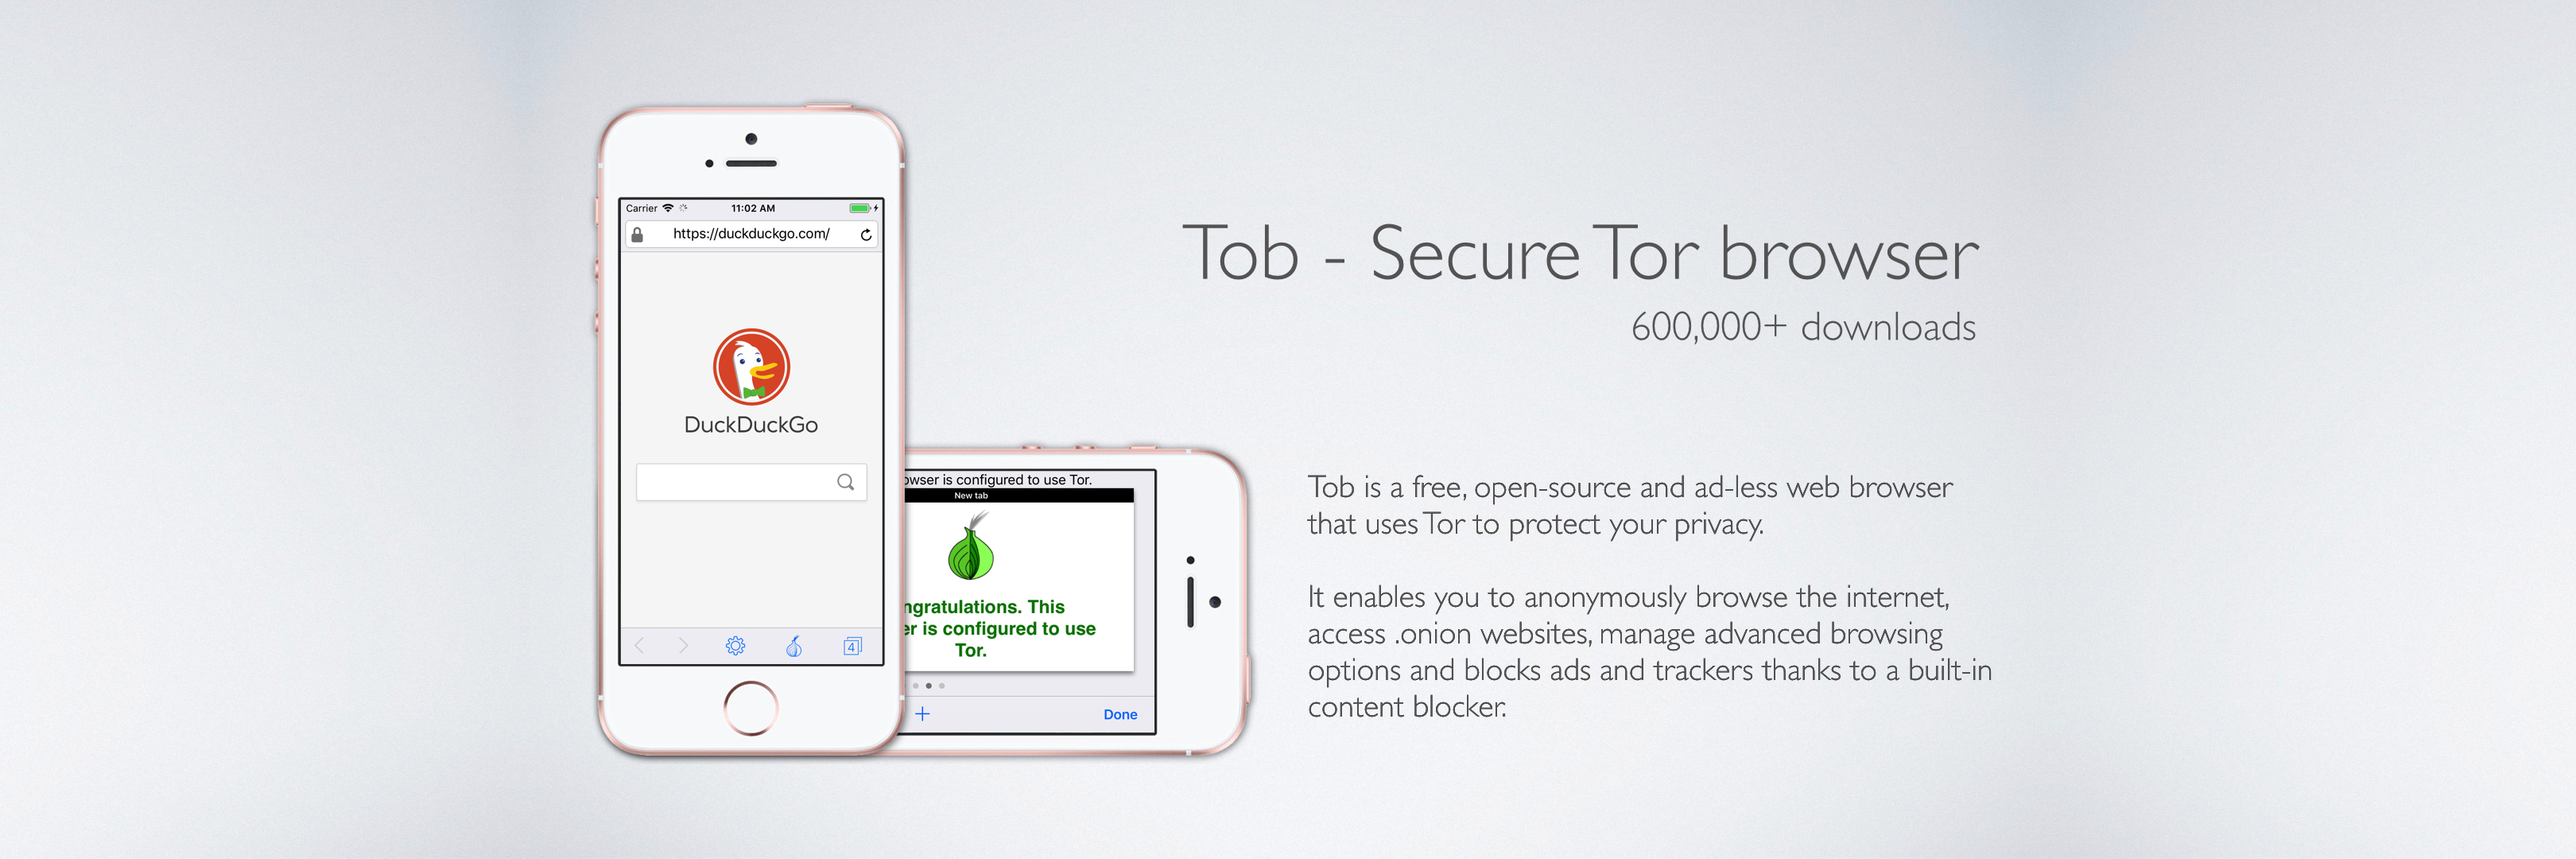 Carrier 11:02 AM
https://duckduckgo.com/
DuckDuckGo
4
Tob - Secure Tor browser
600,000+ downloads
is configured to use Tor.
New tab
This
is configured to use
Tor.
+ Done
Tob is a free, open-source and ad-less web browser
that uses Tor to protect your privacy.
It enables you to anonymously browse the internet,
access .onion websites, manage advanced browsing
options and blocks ads and trackers thanks to a built-in
content blocker.